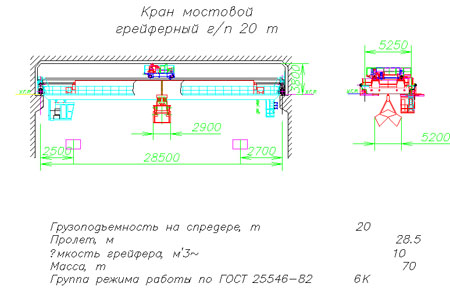 Кран мостовой
грейферный г/п 20 т
5250
3900
2900
5200
2500
2700
28500
Грузоподъемность на спредере, т 20
Пролет, м 28.5
?мкость грейфера, м'3~ 10
Масса, т 70
Группа режима работы по ГОСТ 25546-82 6К